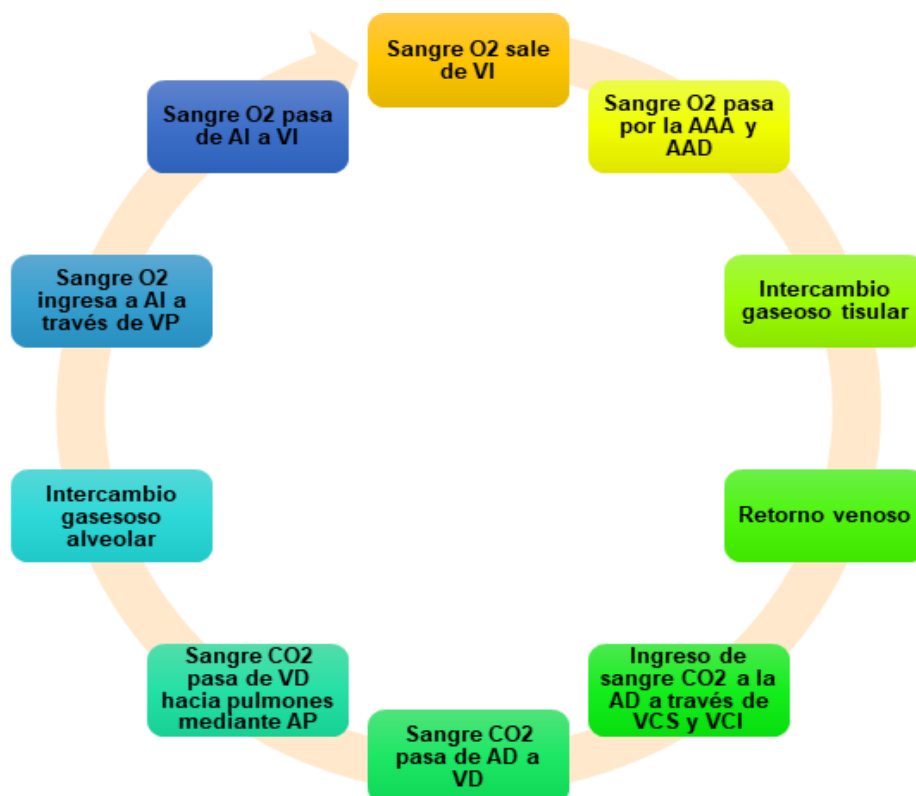 Sangre O2 sale
de VI
Sangre O2 pasa
por la AAA y
AAD
Intercambio
gaseoso tisular
Retorno venoso
Ingreso de
sangre CO2 a la
AD a través de
VCS y VCI
Sangre CO2
pasa de AD a
VD
Sangre CO2
pasa de VD
hacia pulmones
mediante AP
Intercambio
gasesoso
alveolar
Sangre O2
ingresa a AI a
través de VP
Sangre O2 pasa
de AI a VI